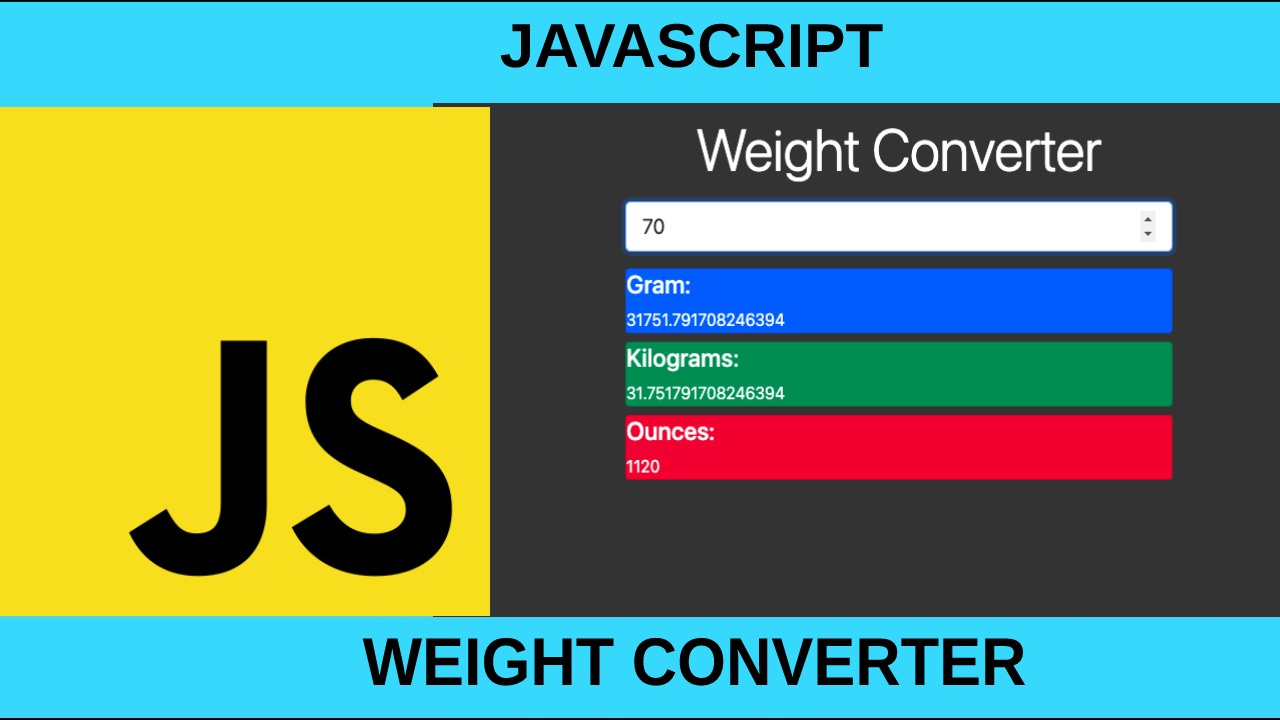 JAVASCRIPT
JS
Weight Converter
70
Gram:
31751.791708246394
Kilograms:
31.751791708246394
Ounces:
1120
WEIGHT CONVERTER